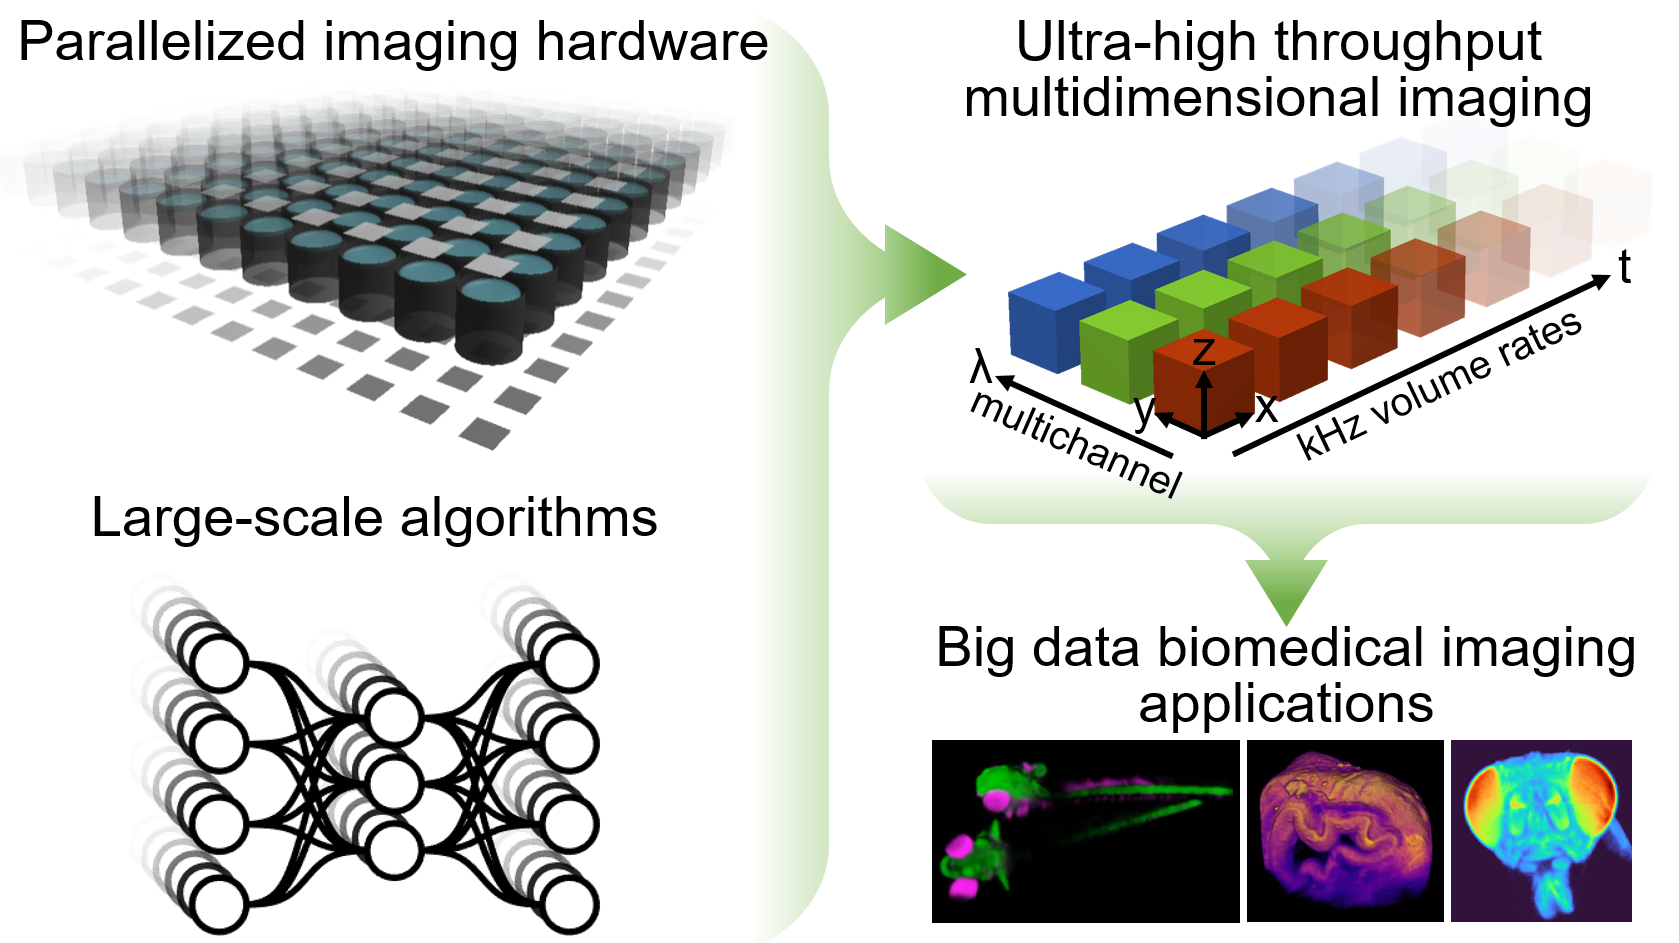 Parallelized imaging hardware
Large-scale algorithms
Ultra-high throughput
multidimensional imaging
t
kHz volume rates
λ
multichannel
z
y
x
Big data biomedical imaging
applications